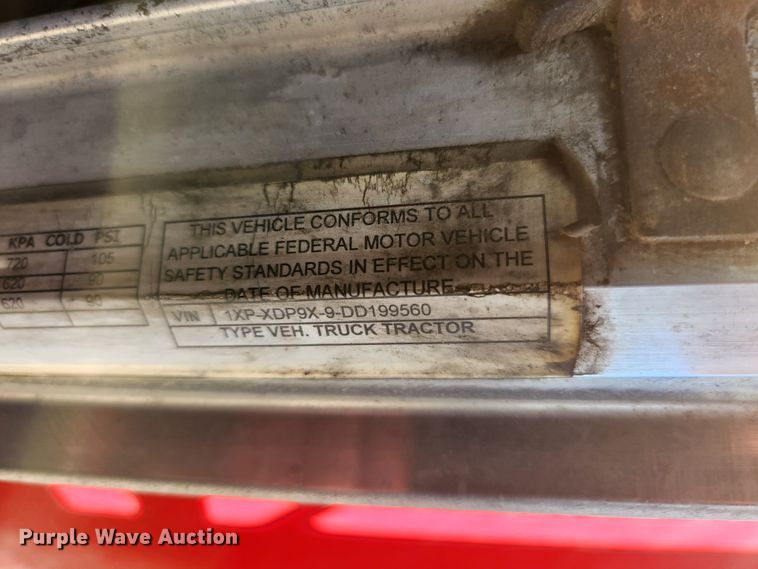 KPA COLD PSI
720 105
620 90
620 90
THIS VEHICLE CONFORMS TO ALL
APPLICABLE FEDERAL MOTOR VEHICLE
SAFETY STANDARDS IN EFFECT ON THE
DATE OF MANUFACTURE
VIN 1XP-XDP9X-9-DD199560
TYPE VEH. TRUCK TRACTOR
Purple Wave Auction